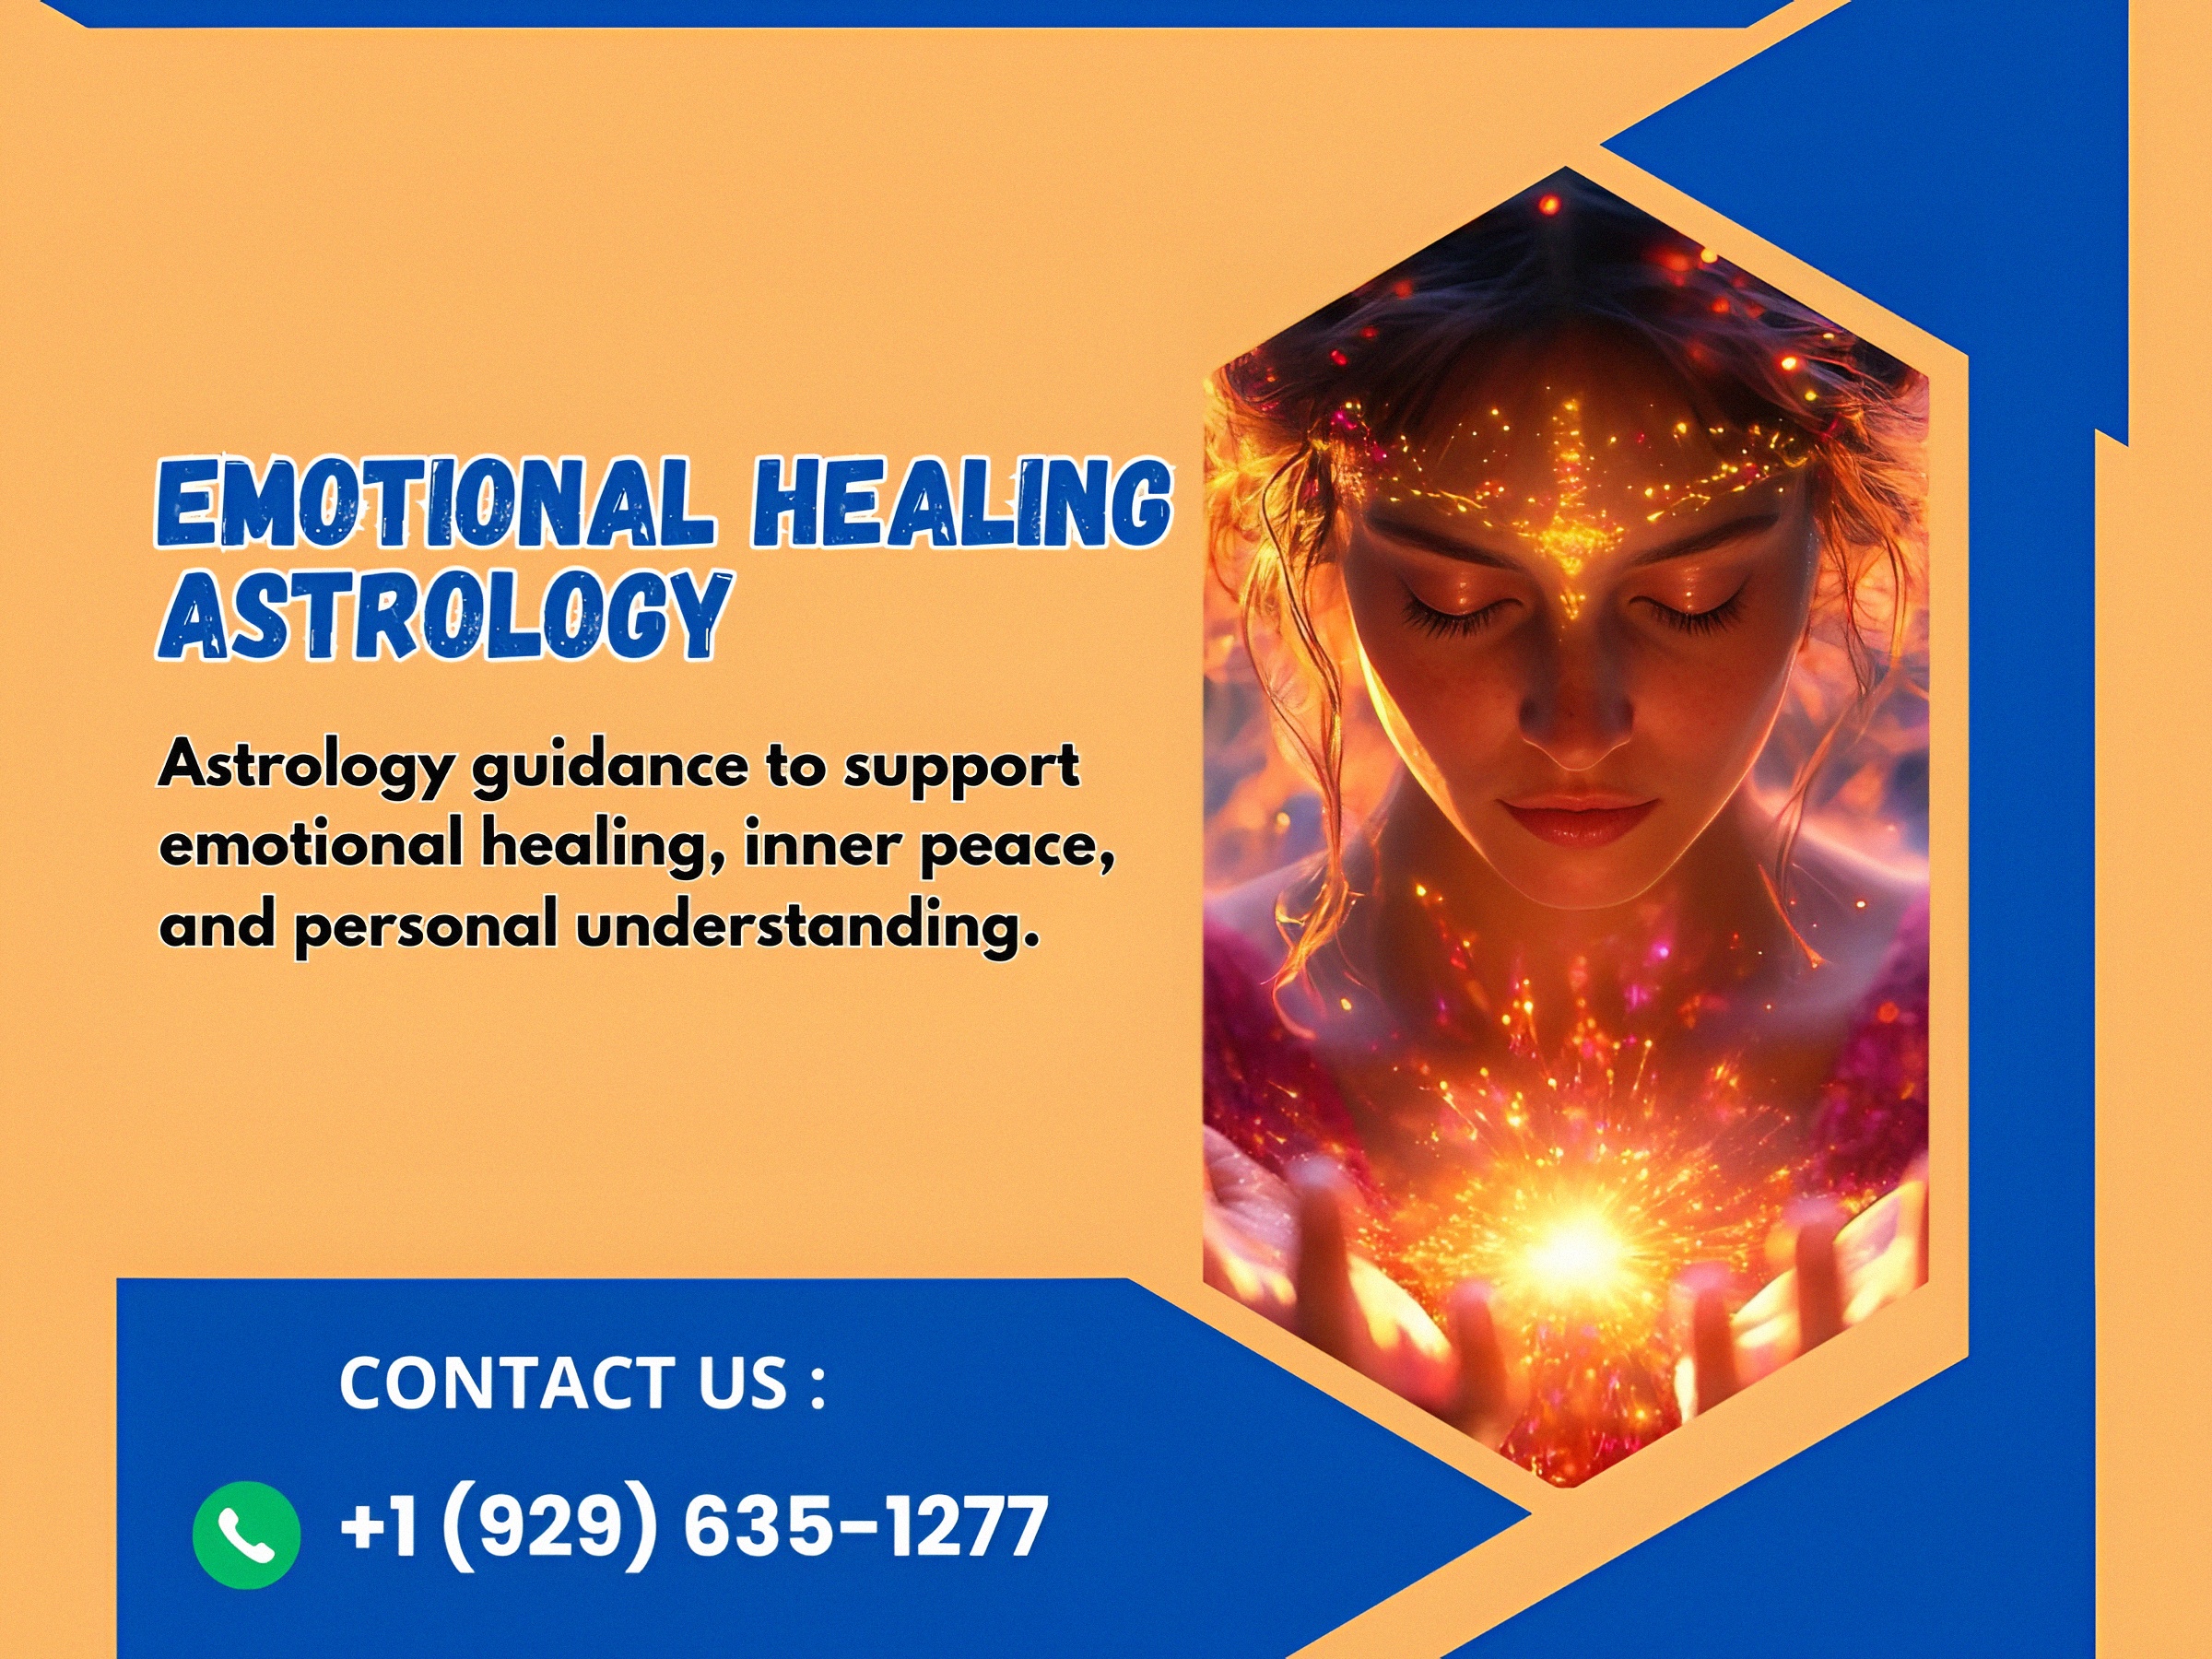 EMOTIONAL HEALING
ASTROLOGY
Astrology guidance to support
emotional healing, inner peace,
and personal understanding.
CONTACT US :
+1 (929) 635-1277